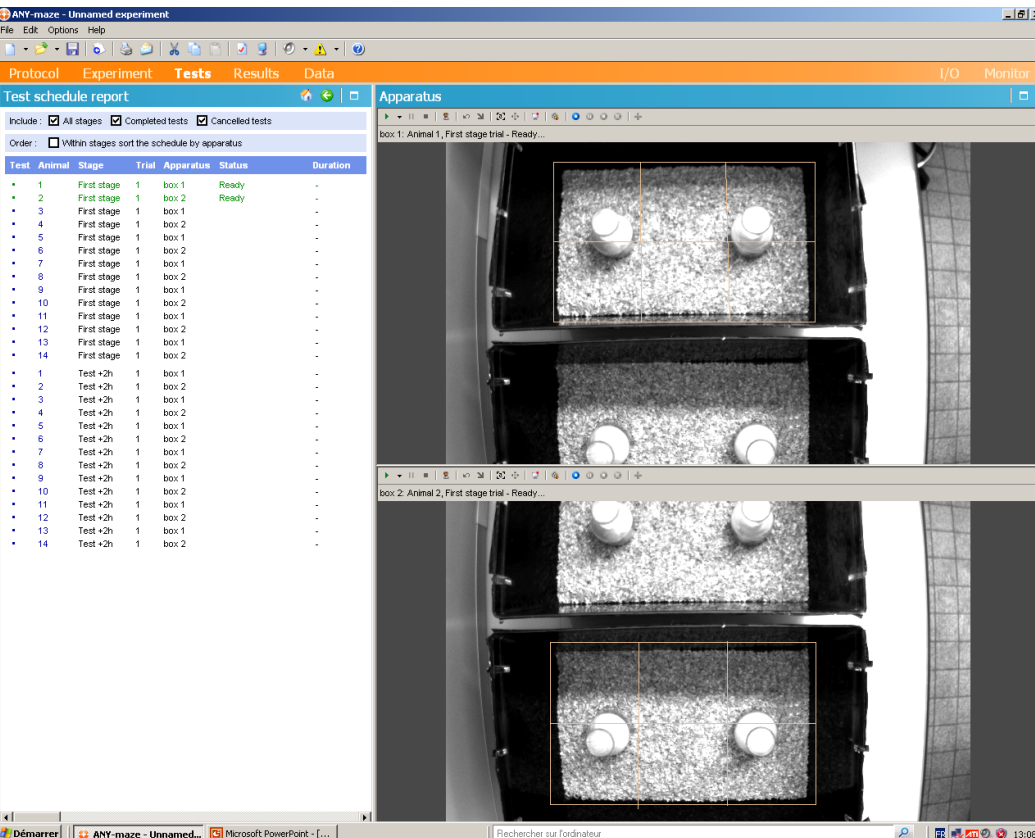 ANY-maze - Unnamed experiment
File Edit Options Help
Protocol Experiment Tests Results Data I/O Monitor
Test schedule report
Include : All stages Completed tests Cancelled tests
Order : Within stages sort the schedule by apparatus
Test Animal Stage Trial Apparatus Status Duration
1 First stage 1 box 1 Ready -
2 First stage 1 box 2 Ready -
3 First stage 1 box 1 -
4 First stage 1 box 2 -
5 First stage 1 box 1 -
6 First stage 1 box 2 -
7 First stage 1 box 1 -
8 First stage 1 box 2 -
9 First stage 1 box 1 -
10 First stage 1 box 2 -
11 First stage 1 box 1 -
12 First stage 1 box 2 -
13 First stage 1 box 1 -
14 First stage 1 box 2 -
1 Test +2h 1 box 1 -
2 Test +2h 1 box 2 -
3 Test +2h 1 box 1 -
4 Test +2h 1 box 2 -
5 Test +2h 1 box 1 -
6 Test +2h 1 box 2 -
7 Test +2h 1 box 1 -
8 Test +2h 1 box 2 -
9 Test +2h 1 box 1 -
10 Test +2h 1 box 2 -
11 Test +2h 1 box 1 -
12 Test +2h 1 box 2 -
13 Test +2h 1 box 1 -
14 Test +2h 1 box 2 -
Apparatus
box 1: Animal 1, First stage trial - Ready...
box 2: Animal 2, First stage trial - Ready...
Démarrer ANY-maze - Unnamed... Microsoft PowerPoint - [... Rechercher sur l'ordinateur FR 13:08